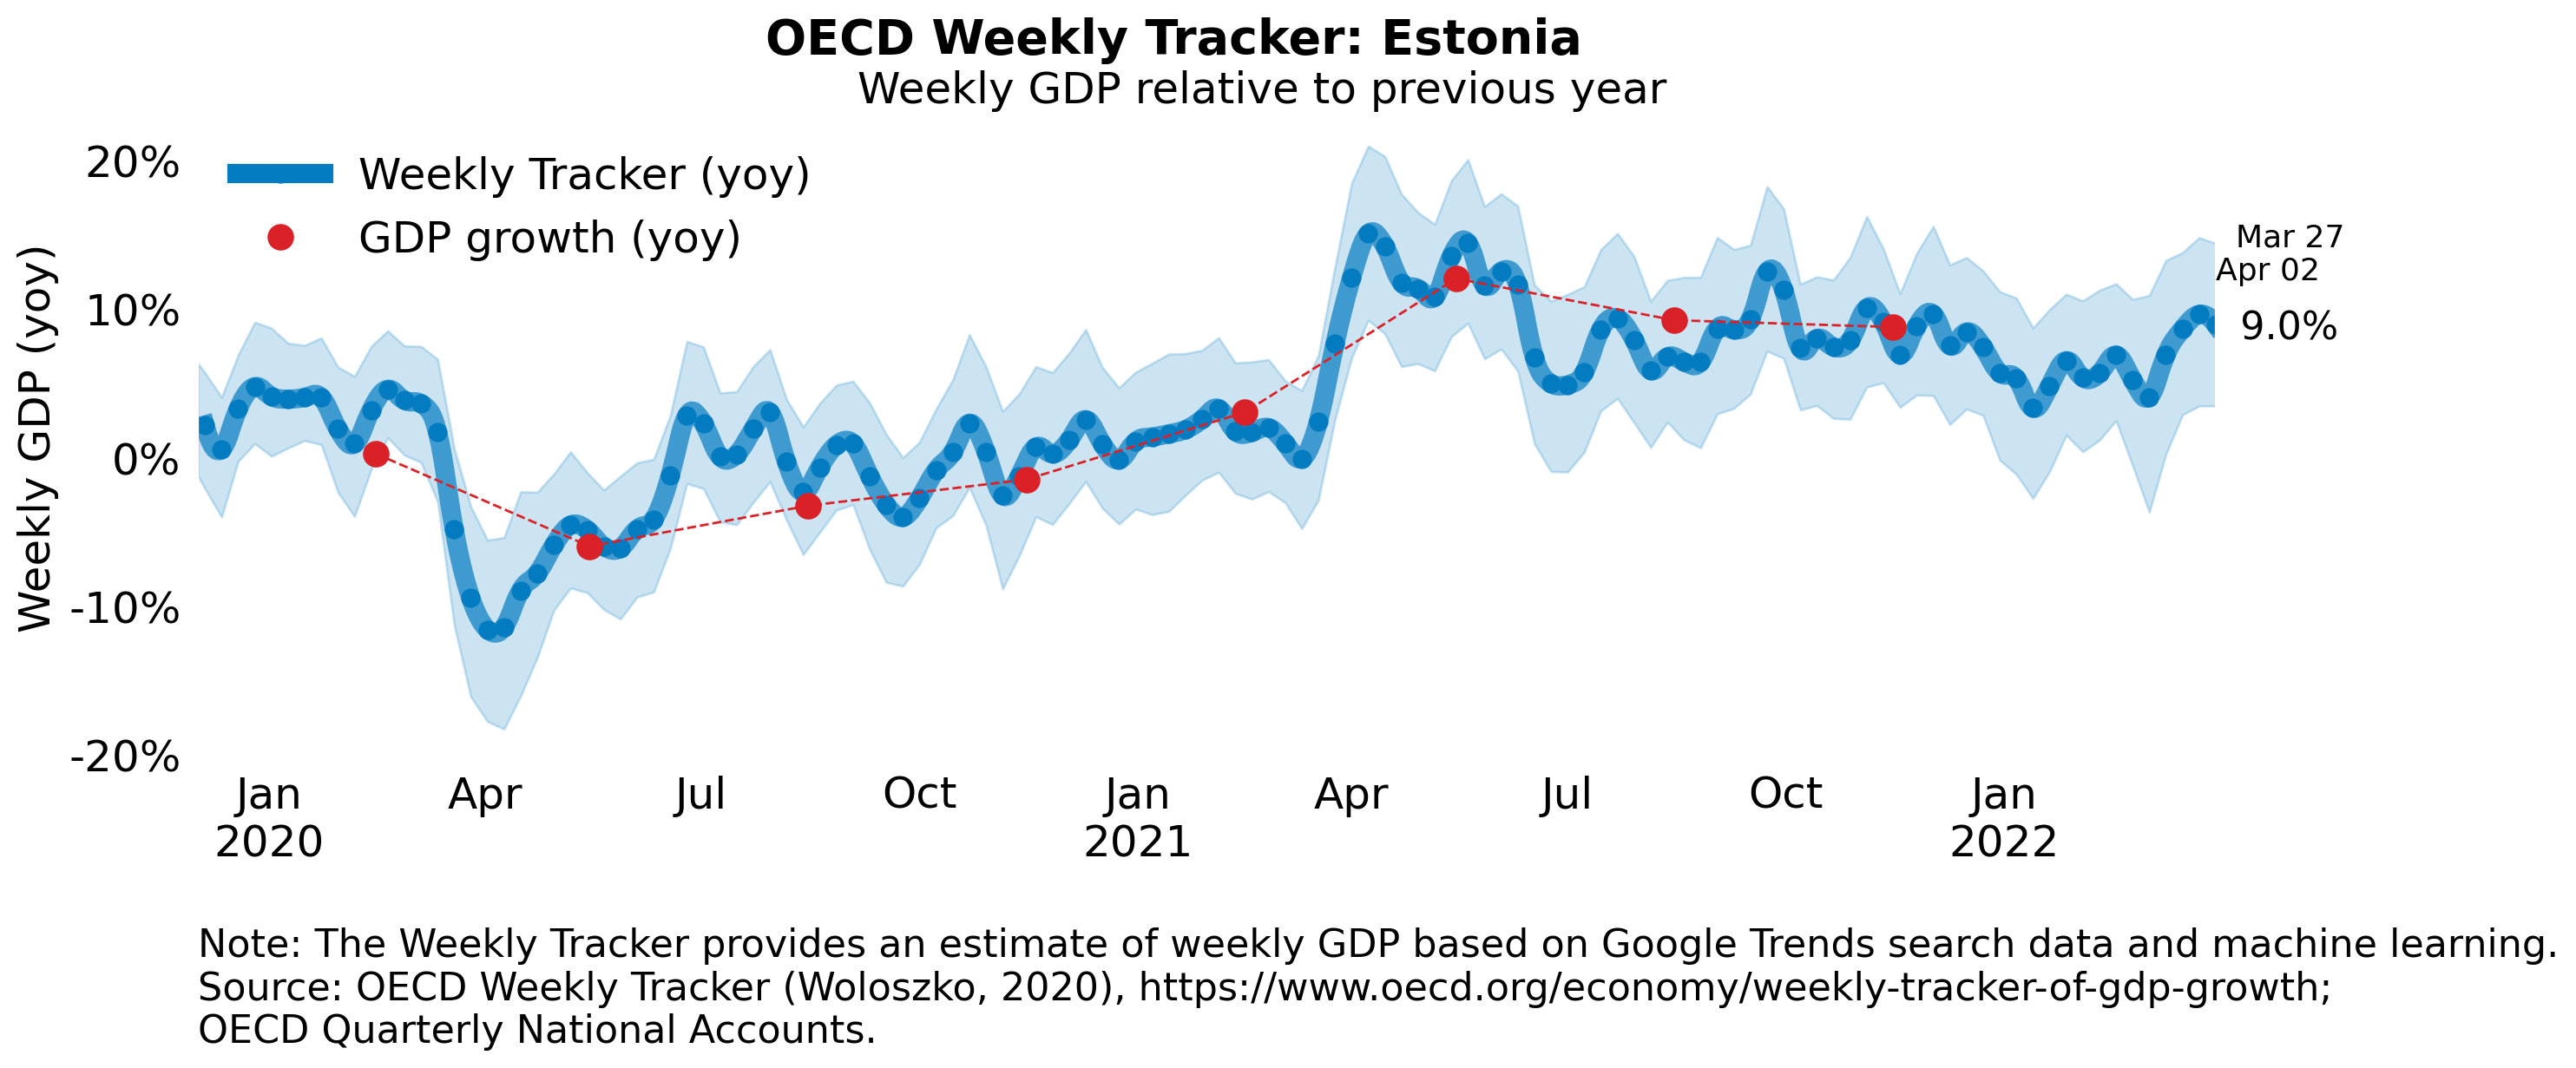 OECD Weekly Tracker: Estonia
Weekly GDP relative to previous year
Weekly GDP (yoy)
20%
10%
0%
-10%
-20%
Weekly Tracker (yoy)
GDP growth (yoy)
Mar 27
Apr 02
9.0%
Jan Apr Jul Oct Jan Apr Jul Oct Jan
2020 2021 2022
Note: The Weekly Tracker provides an estimate of weekly GDP based on Google Trends search data and machine learning.
Source: OECD Weekly Tracker (Woloszko, 2020), https://www.oecd.org/economy/weekly-tracker-of-gdp-growth;
OECD Quarterly National Accounts.